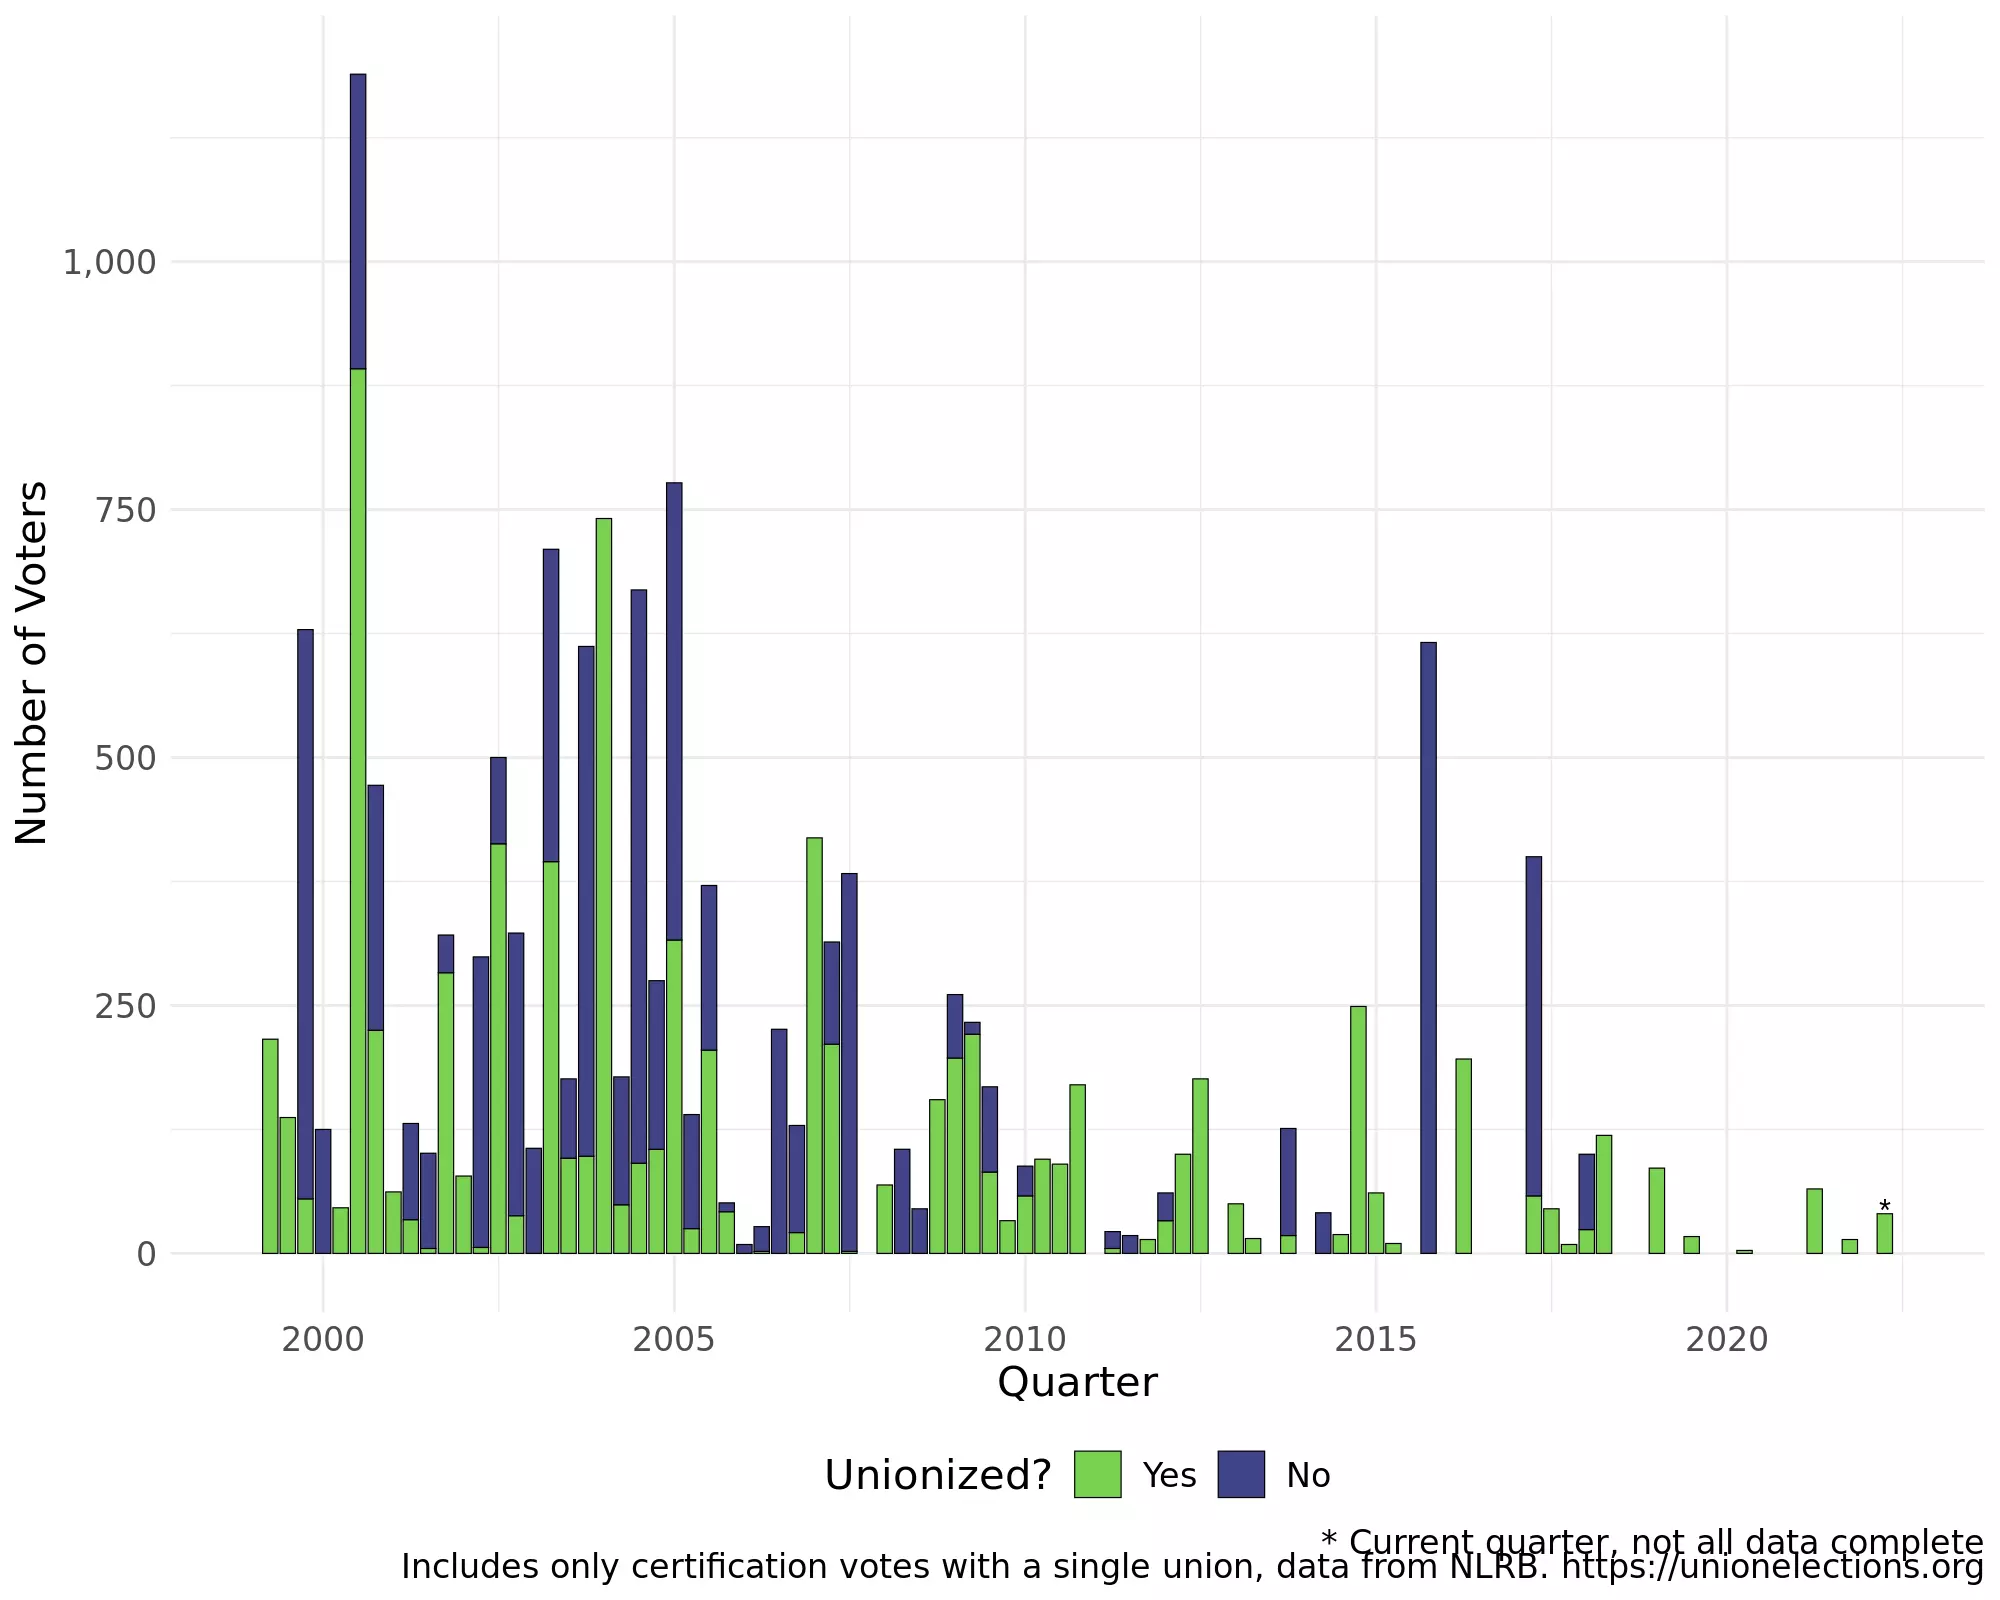 Number of Voters
1,000
750
500
250
0
*
2000 2005 2010 2015 2020
Quarter
Unionized? Yes No
* Current quarter, not all data complete
Includes only certification votes with a single union, data from NLRB. https://unionelections.org